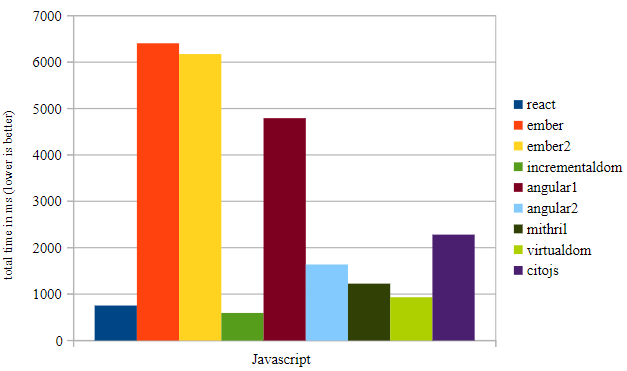 7000
6000
5000
4000
3000
2000
1000
0
total time in ms (lower is better)
Javascript
react
ember
ember2
incrementaldom
angular1
angular2
mithril
virtualdom
citojs